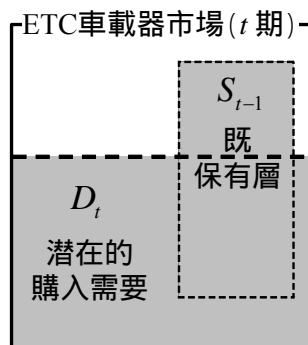 ETC車載器市場(t 期)
S_{t−1}
既
保有層
D_t
潜在的
購入需要